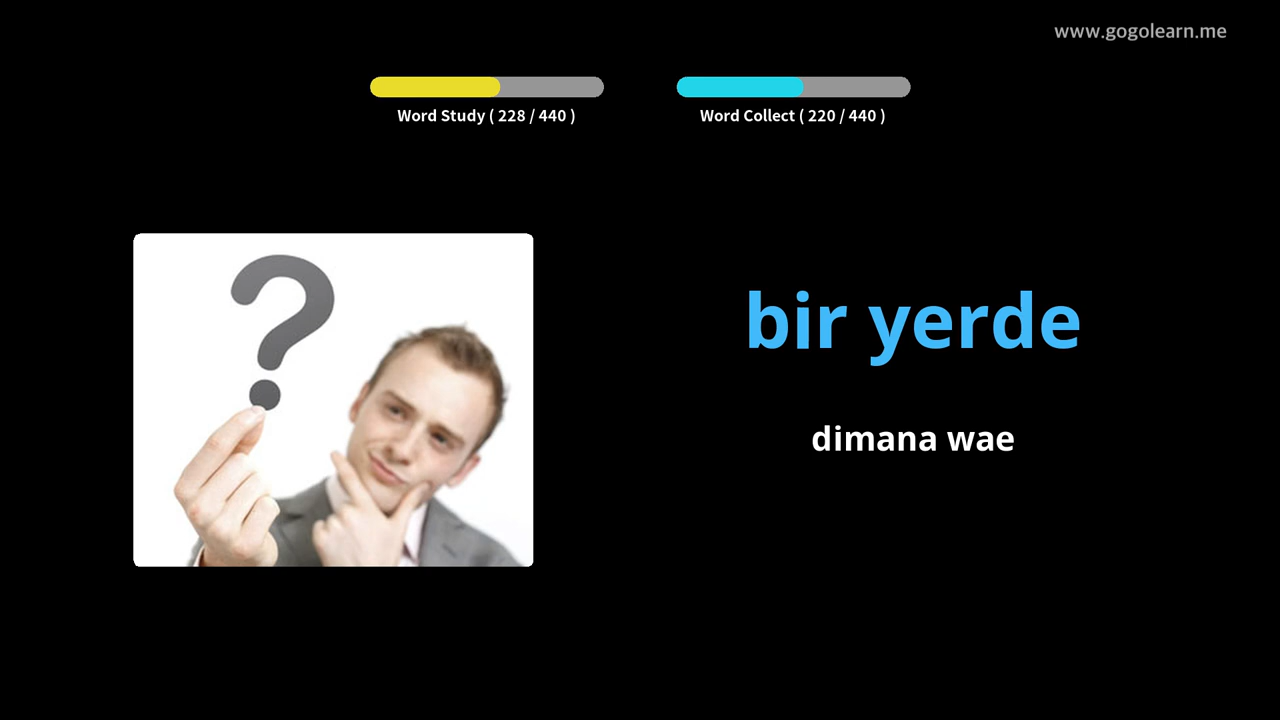 www.gogolearn.me
Word Study ( 228 / 440 )
Word Collect ( 220 / 440 )
bir yerde
dimana wae